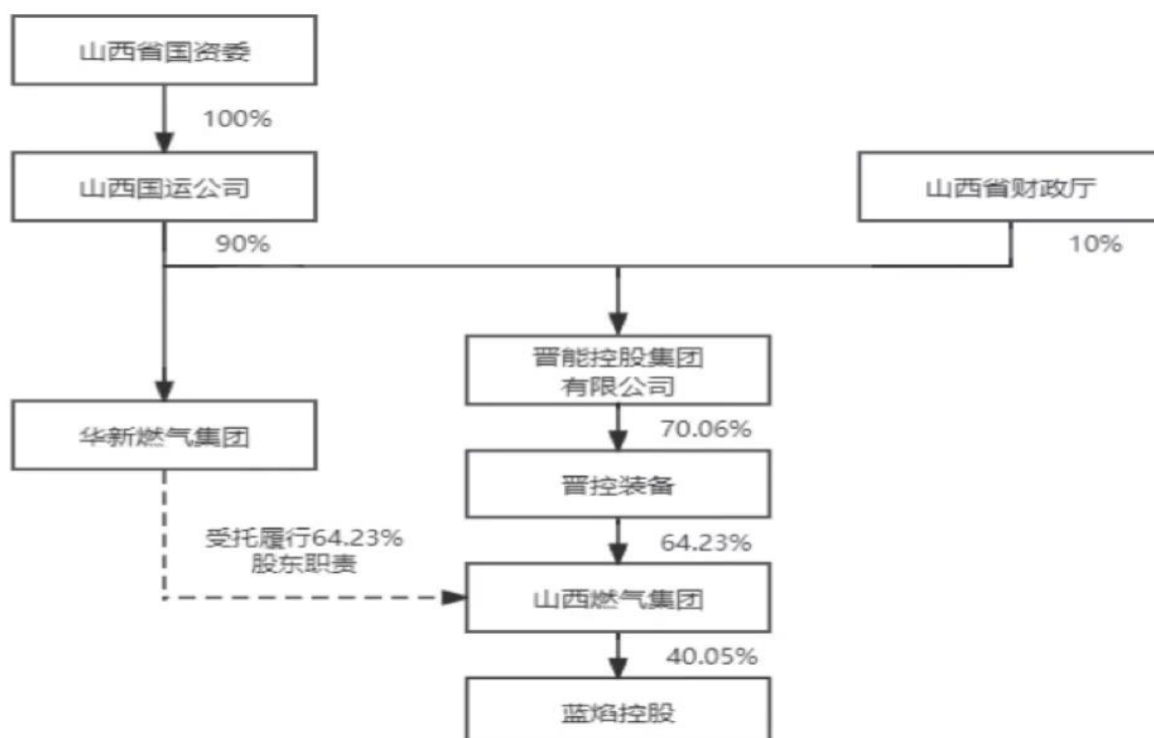 山西省国资委
100%
山西国运公司
山西省财政厅
90%
10%
晋能控股集团
有限公司
华新燃气集团
70.06%
晋控装备
受托履行64.23%
股东职责
64.23%
山西燃气集团
40.05%
蓝焰控股